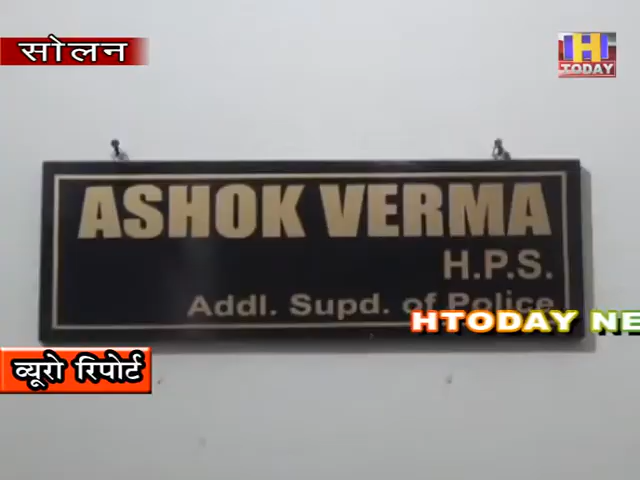 सोलन
H
TODAY
ASHOK VERMA
H.P.S.
Addl. Supd. of Police
HTODAY NE
व्यूरो रिपोर्ट